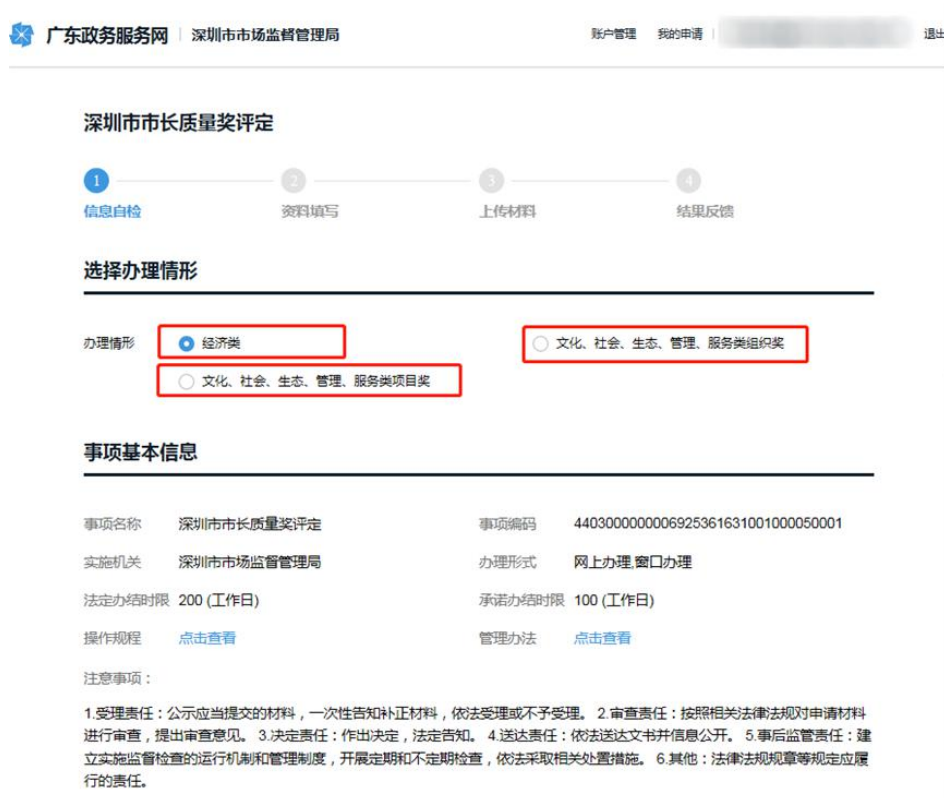 广东政务服务网 深圳市市场监督管理局 账户管理 我的申请 退出
深圳市市长质量奖评定
1 2 3 4
信息自检 资料填写 上传材料 结果反馈
选择办理情形
办理情形 经济类 文化、社会、生态、管理、服务类组织奖
文化、社会、生态、管理、服务类项目奖
事项基本信息
事项名称 深圳市市长质量奖评定 事项编码 4403000000006925361631001000050001
实施机关 深圳市市场监督管理局 办理形式 网上办理,窗口办理
法定办结时限 200 (工作日) 承诺办结时限 100 (工作日)
操作规程 点击查看 管理办法 点击查看
注意事项：
1.受理责任：公示应当提交的材料，一次性告知补正材料，依法受理或不予受理。 2.审查责任：按照相关法律法规对申请材料
进行审查，提出审查意见。 3.决定责任：作出决定，法定告知。 4.送达责任：依法送达文书并信息公开。 5.事后监管责任：建
立实施监督检查的运行机制和管理制度，开展定期和不定期检查，依法采取相关处置措施。 6.其他：法律法规规章等规定应履
行的责任。